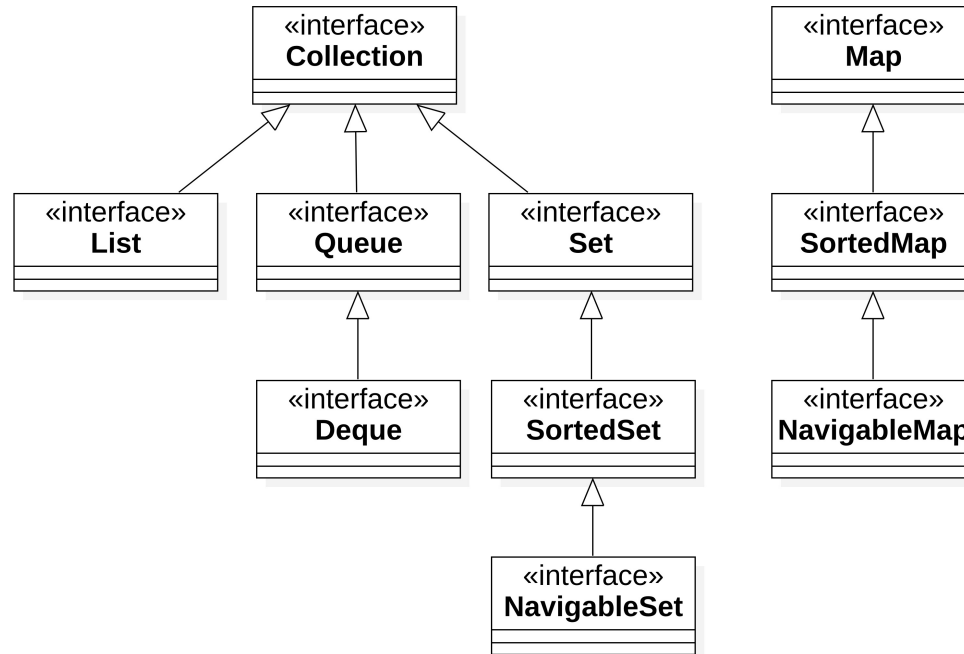 «interface»
Collection
«interface»
Map
«interface»
List
«interface»
Queue
«interface»
Set
«interface»
SortedMap
«interface»
Deque
«interface»
SortedSet
«interface»
NavigableMap
«interface»
NavigableSet